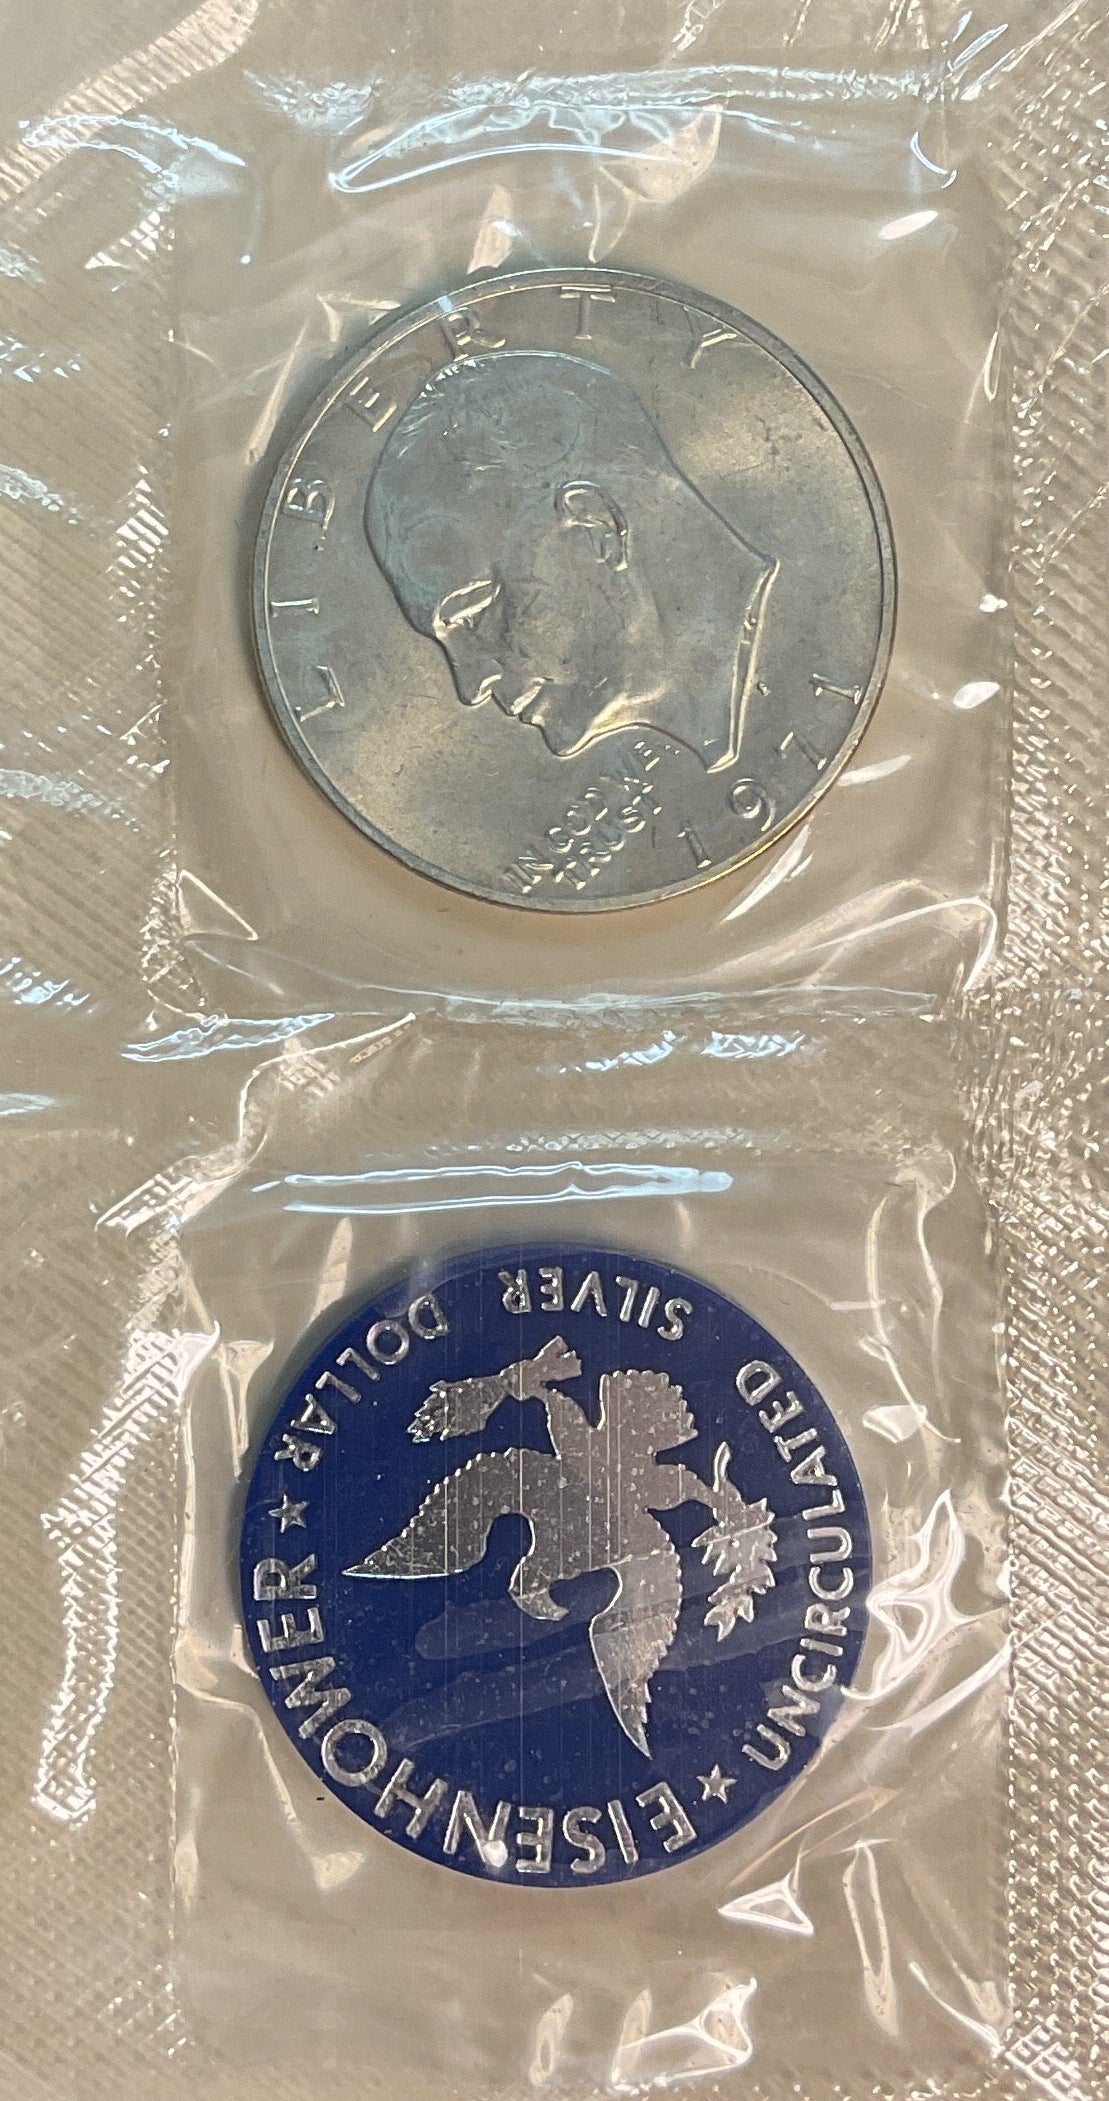 LIBERTY
IN GOD WE
TRUST
1971
EISENHOWER
UNCIRCULATED SILVER DOLLAR